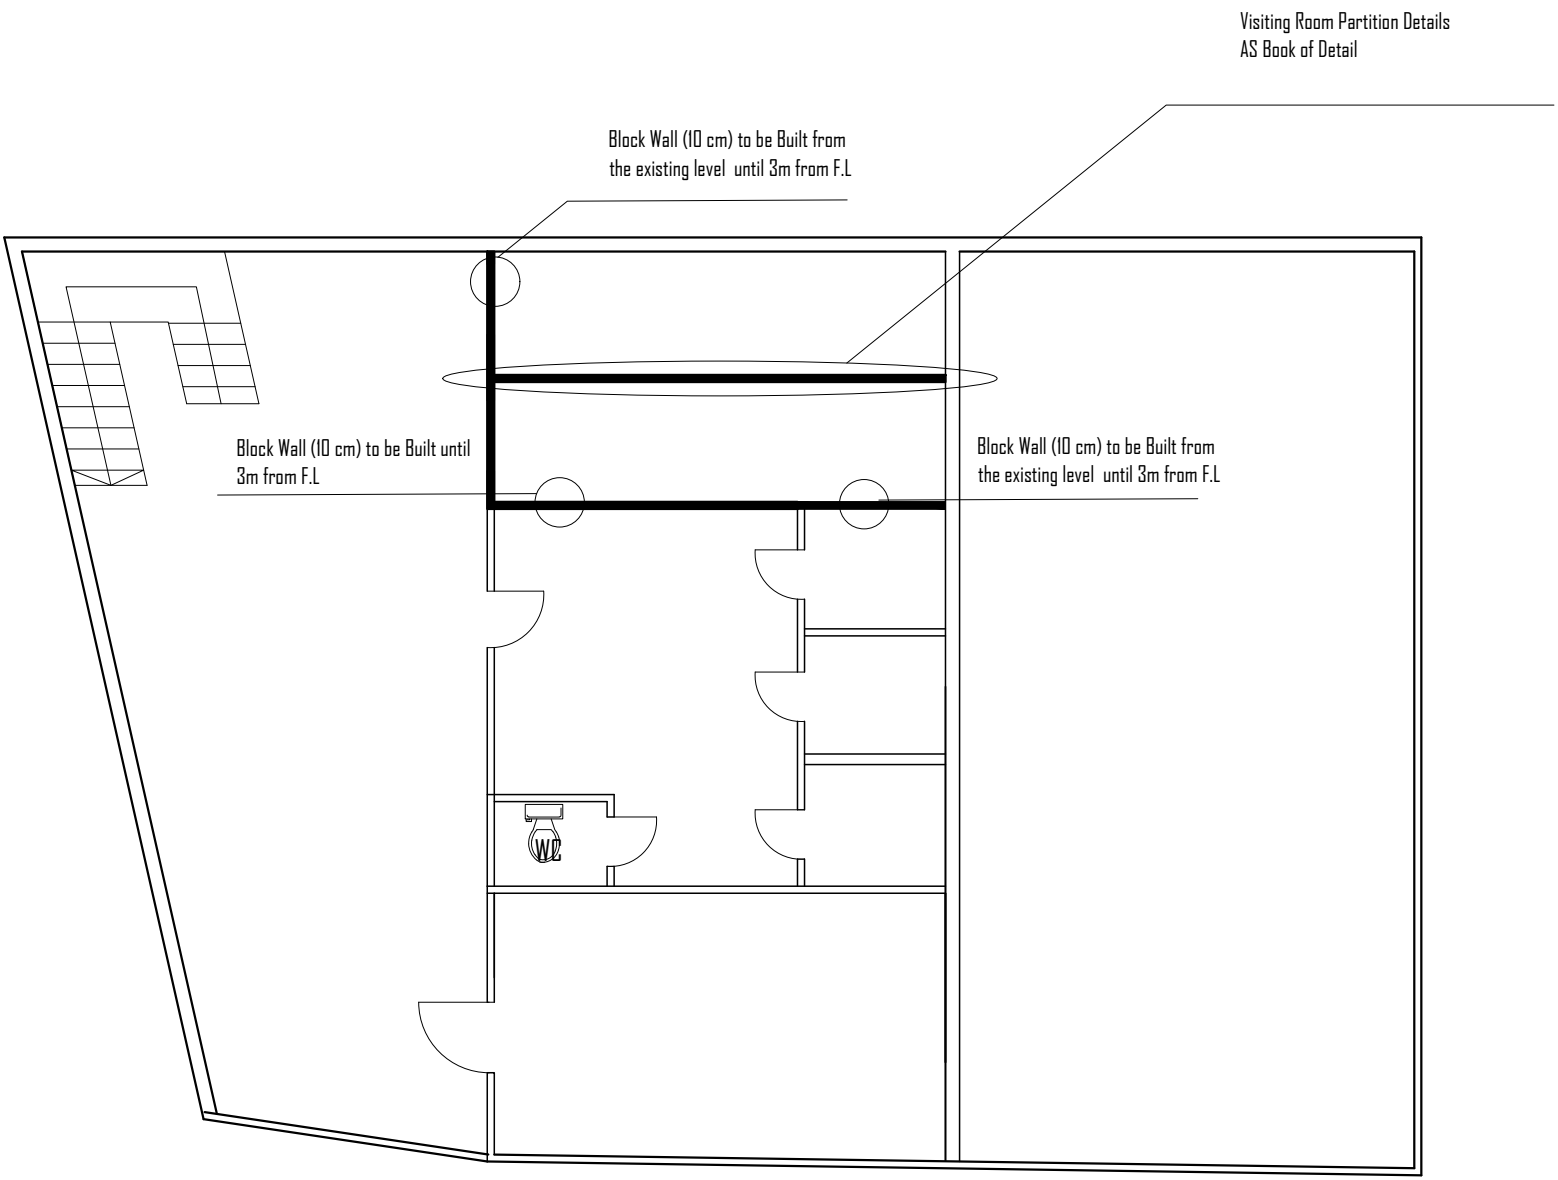 Visiting Room Partition Details
AS Book of Detail
Block Wall (10 cm) to be Built from
the existing level until 3m from F.L
Block Wall (10 cm) to be Built until
3m from F.L
Block Wall (10 cm) to be Built from
the existing level until 3m from F.L
WC